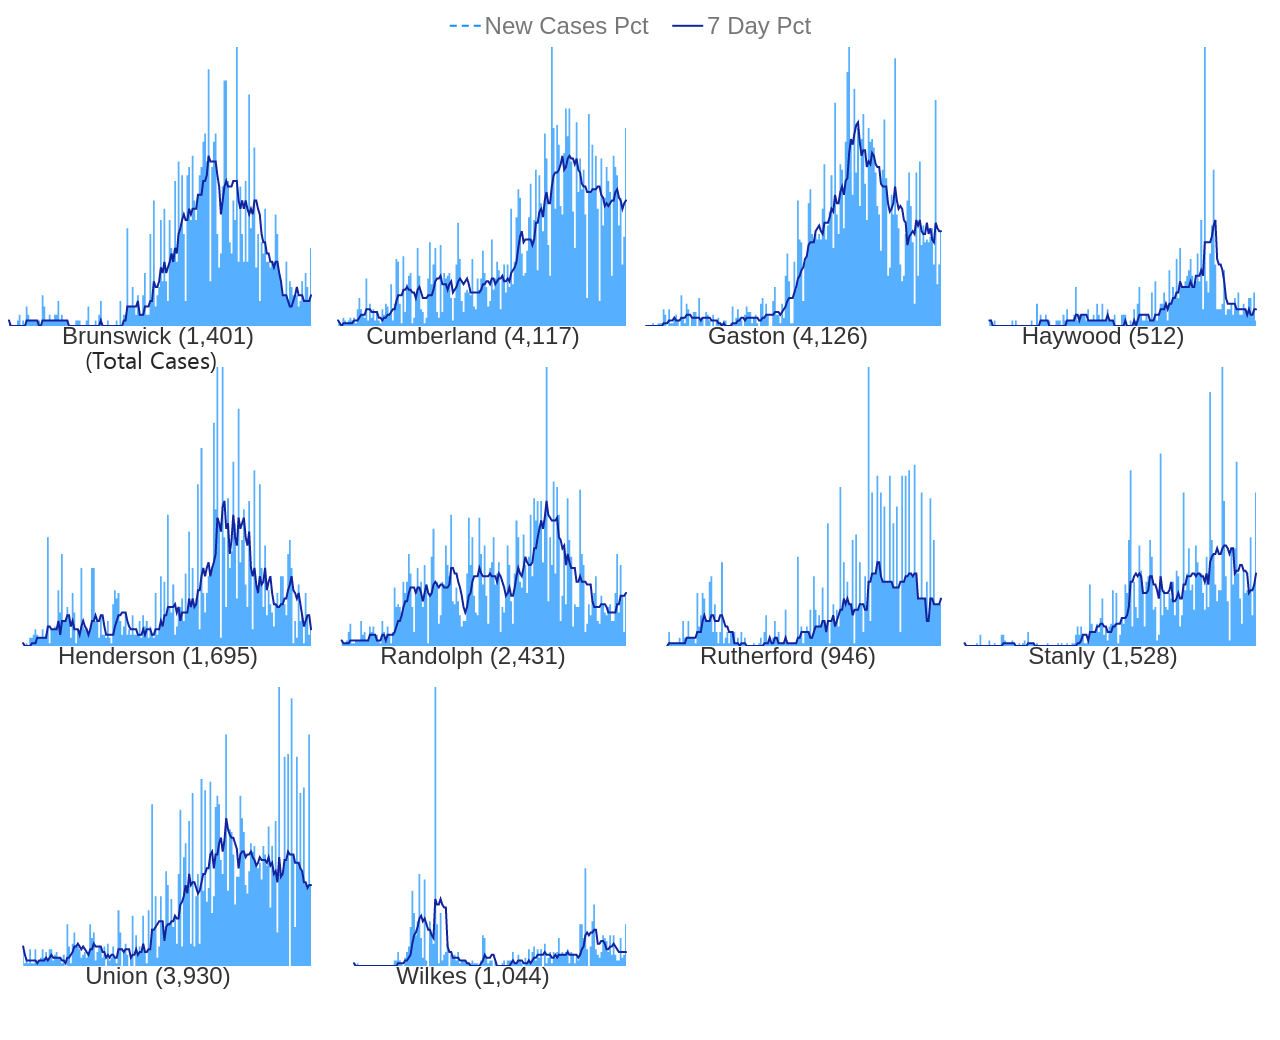 New Cases Pct 7 Day Pct
Brunswick (1,401) Cumberland (4,117) Gaston (4,126) Haywood (512)
(Total Cases)
Henderson (1,695) Randolph (2,431) Rutherford (946) Stanly (1,528)
Union (3,930) Wilkes (1,044)